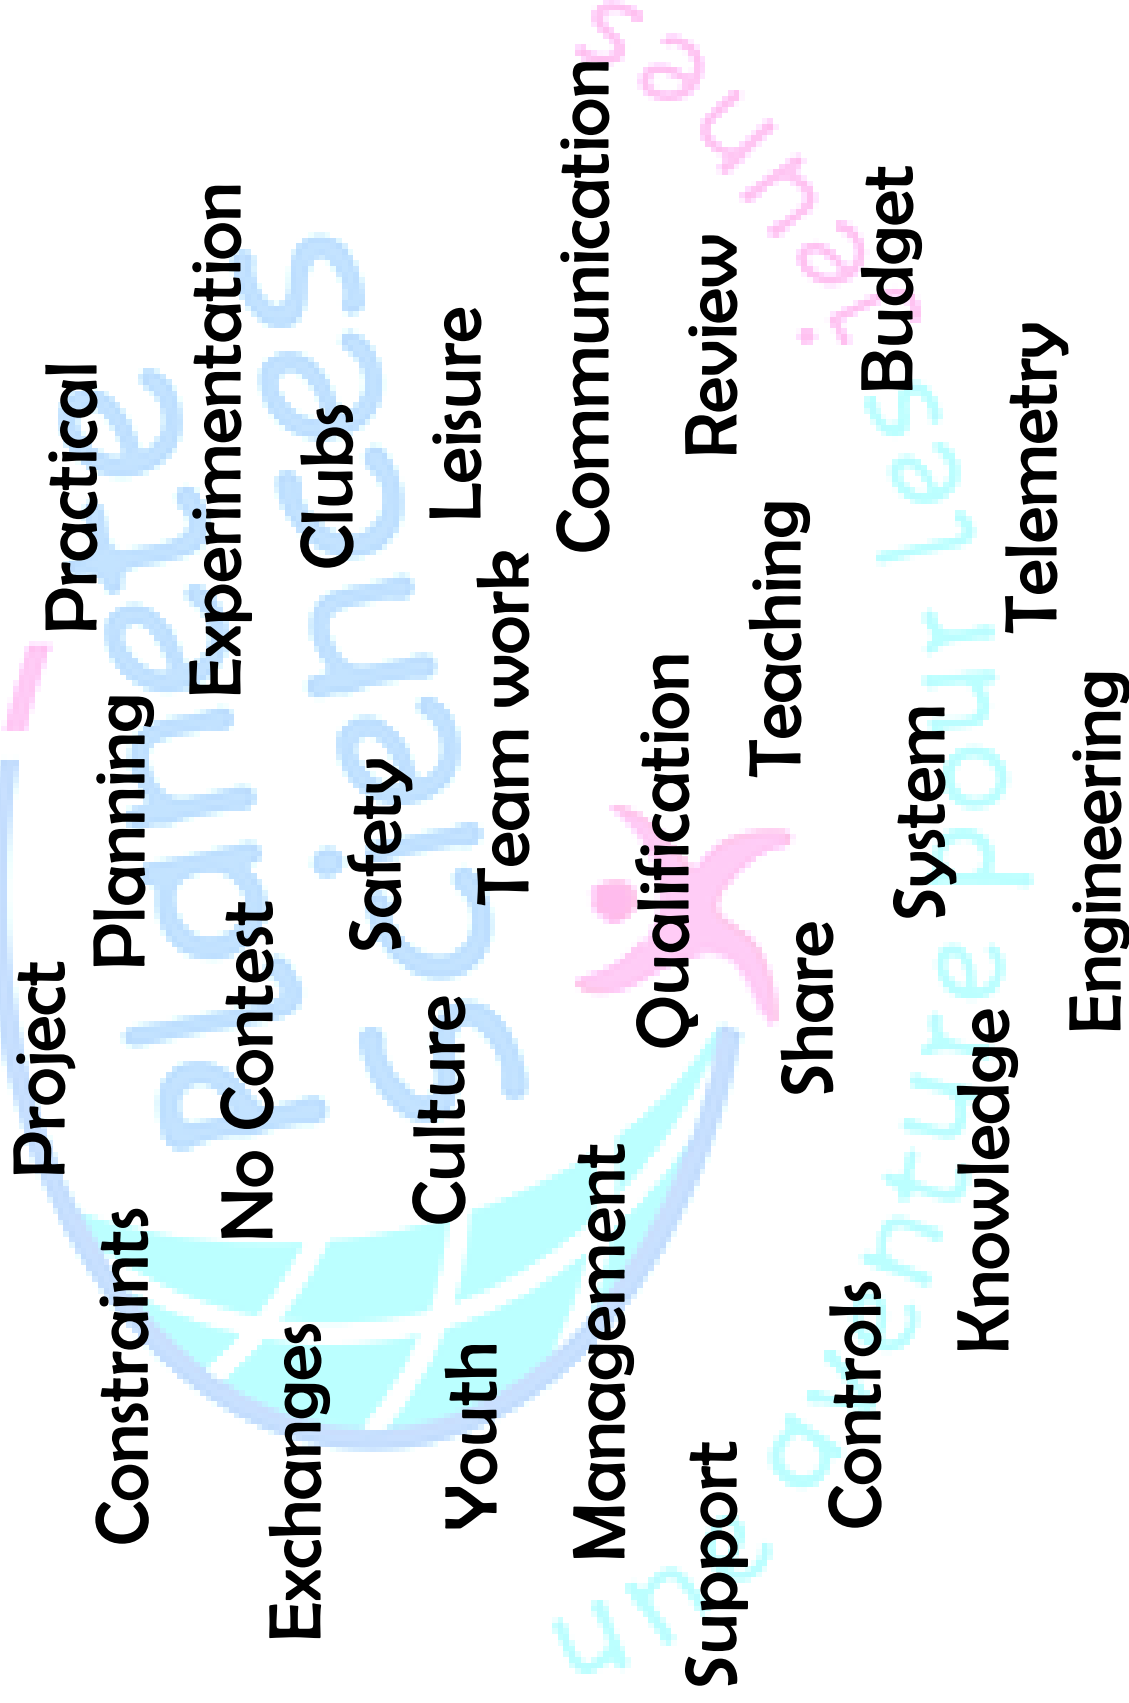 Project
Practical
Planning
Constraints
Experimentation
No Contest
Exchanges
Clubs
Safety
Culture
Leisure
Youth
Team work
Communication
Management
Qualification
Review
Support
Teaching
Share
Controls
Budget
System
Knowledge
Telemetry
Engineering
planete
sciences
une aventure pour les jeunes